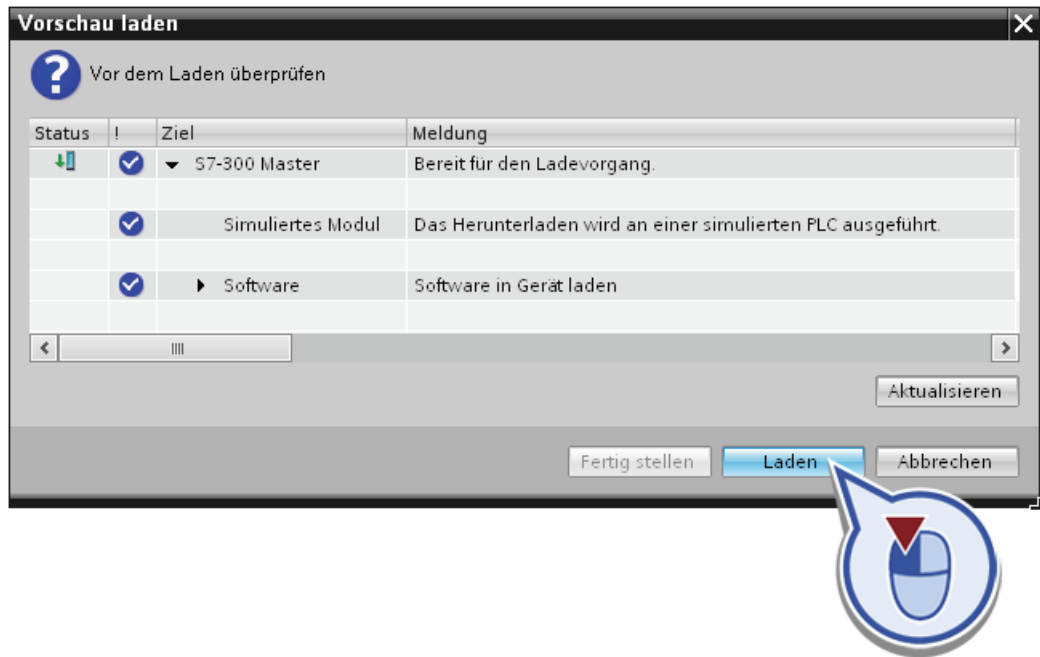 Vorschau laden
?
Vor dem Laden überprüfen
Status ! Ziel Meldung
S7-300 Master Bereit für den Ladevorgang.
Simuliertes Modul Das Herunterladen wird an einer simulierten PLC ausgeführt.
Software Software in Gerät laden
Aktualisieren
Fertig stellen Laden Abbrechen